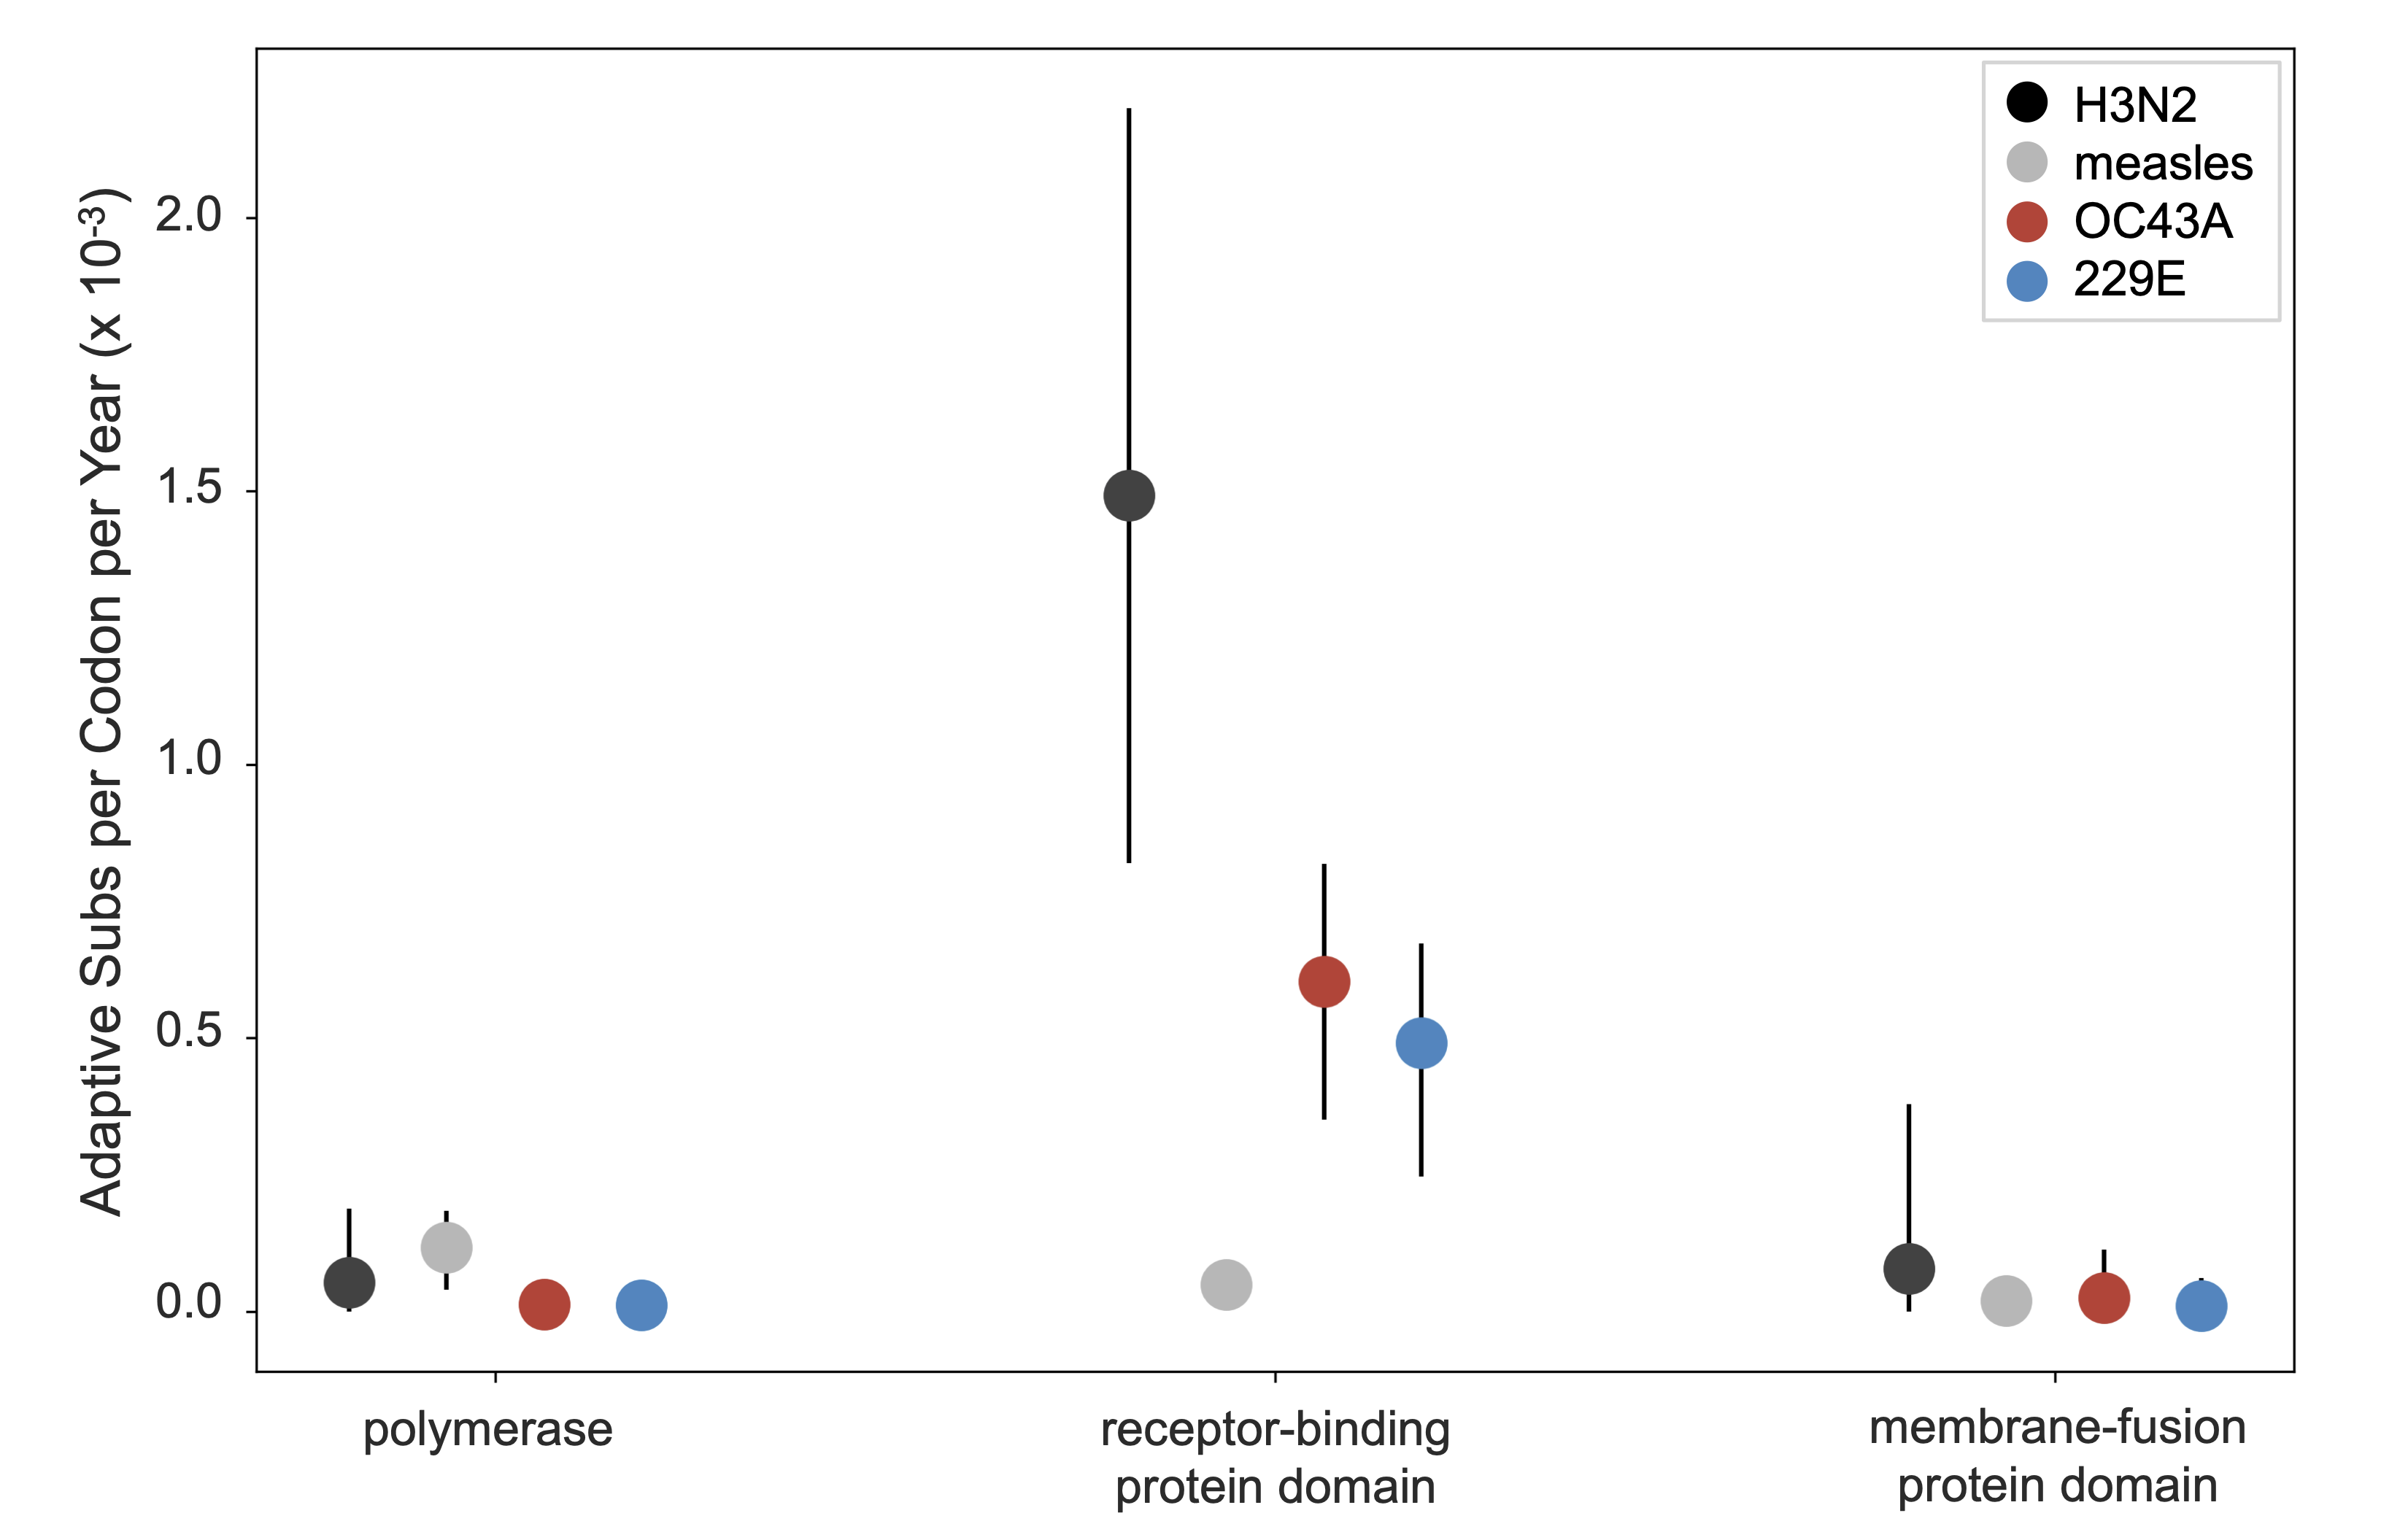 Adaptive Subs per Codon per Year (x 10⁻³)
2.0
1.5
1.0
0.5
0.0
H3N2
measles
OC43A
229E
polymerase
receptor-binding
protein domain
membrane-fusion
protein domain